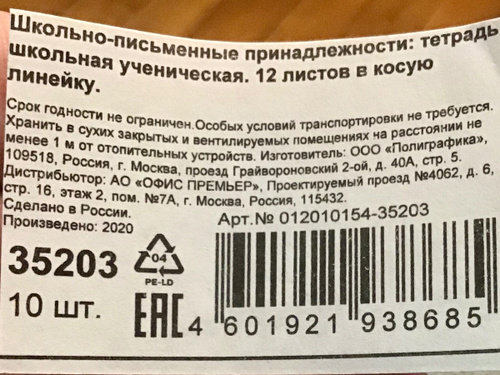 Школьно-письменные принадлежности: тетрадь
школьная ученическая. 12 листов в косую
линейку.
Срок годности не ограничен.Особых условий транспортировки не требуется.
Хранить в сухих закрытых и вентилируемых помещениях на расстоянии не
менее 1 м от отопительных устройств. Изготовитель: ООО «Полиграфика»,
109518, Россия, г. Москва, проезд Грайвороновский 2-ой, д. 40А, стр. 5.
Дистрибьютор: АО «ОФИС ПРЕМЬЕР», Проектируемый проезд №4062, д. 6,
стр. 16, этаж 2, пом. №7А, г. Москва, Россия, 115432.
Сделано в России.
Произведено: 2020
Арт.№ 012010154-35203
35203
04
PE-LD
10 шт.
EAC
4 601921 938685